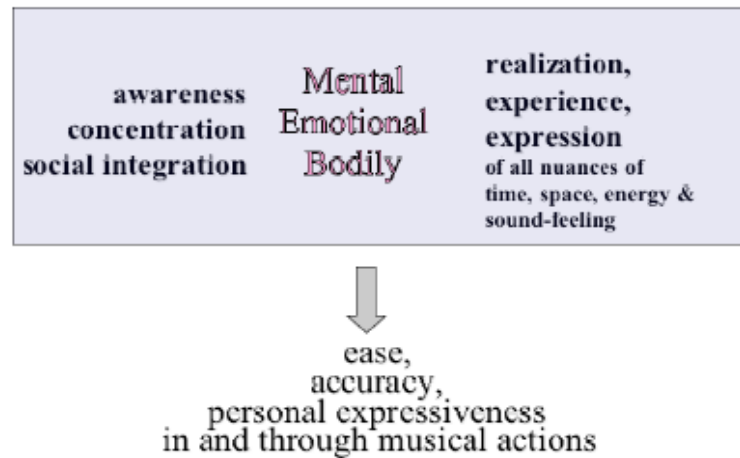 awareness
concentration
social integration
Mental
Emotional
Bodily
realization,
experience,
expression
of all nuances of
time, space, energy &
sound-feeling
ease,
accuracy,
personal expressiveness
in and through musical actions